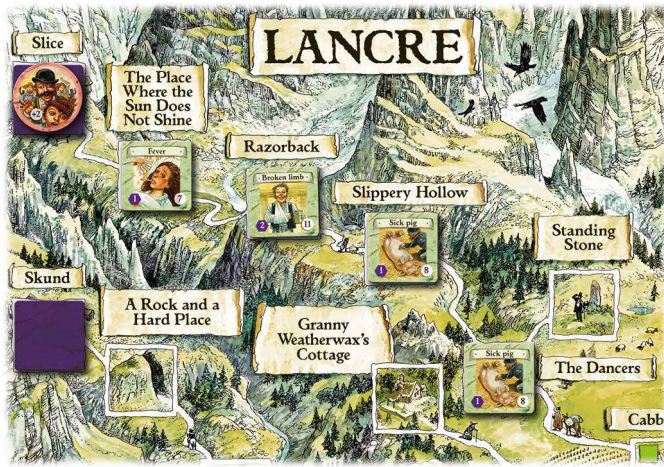 LANCRE
Slice
+2
The Place
Where the
Sun Does
Not Shine
Fever
1
7
Razorback
Broken limb
2
11
Slippery Hollow
Sick pig
1
8
Standing
Stone
Skund
A Rock and a
Hard Place
Granny
Weatherwax's
Cottage
Sick pig
1
8
The Dancers
Cabb